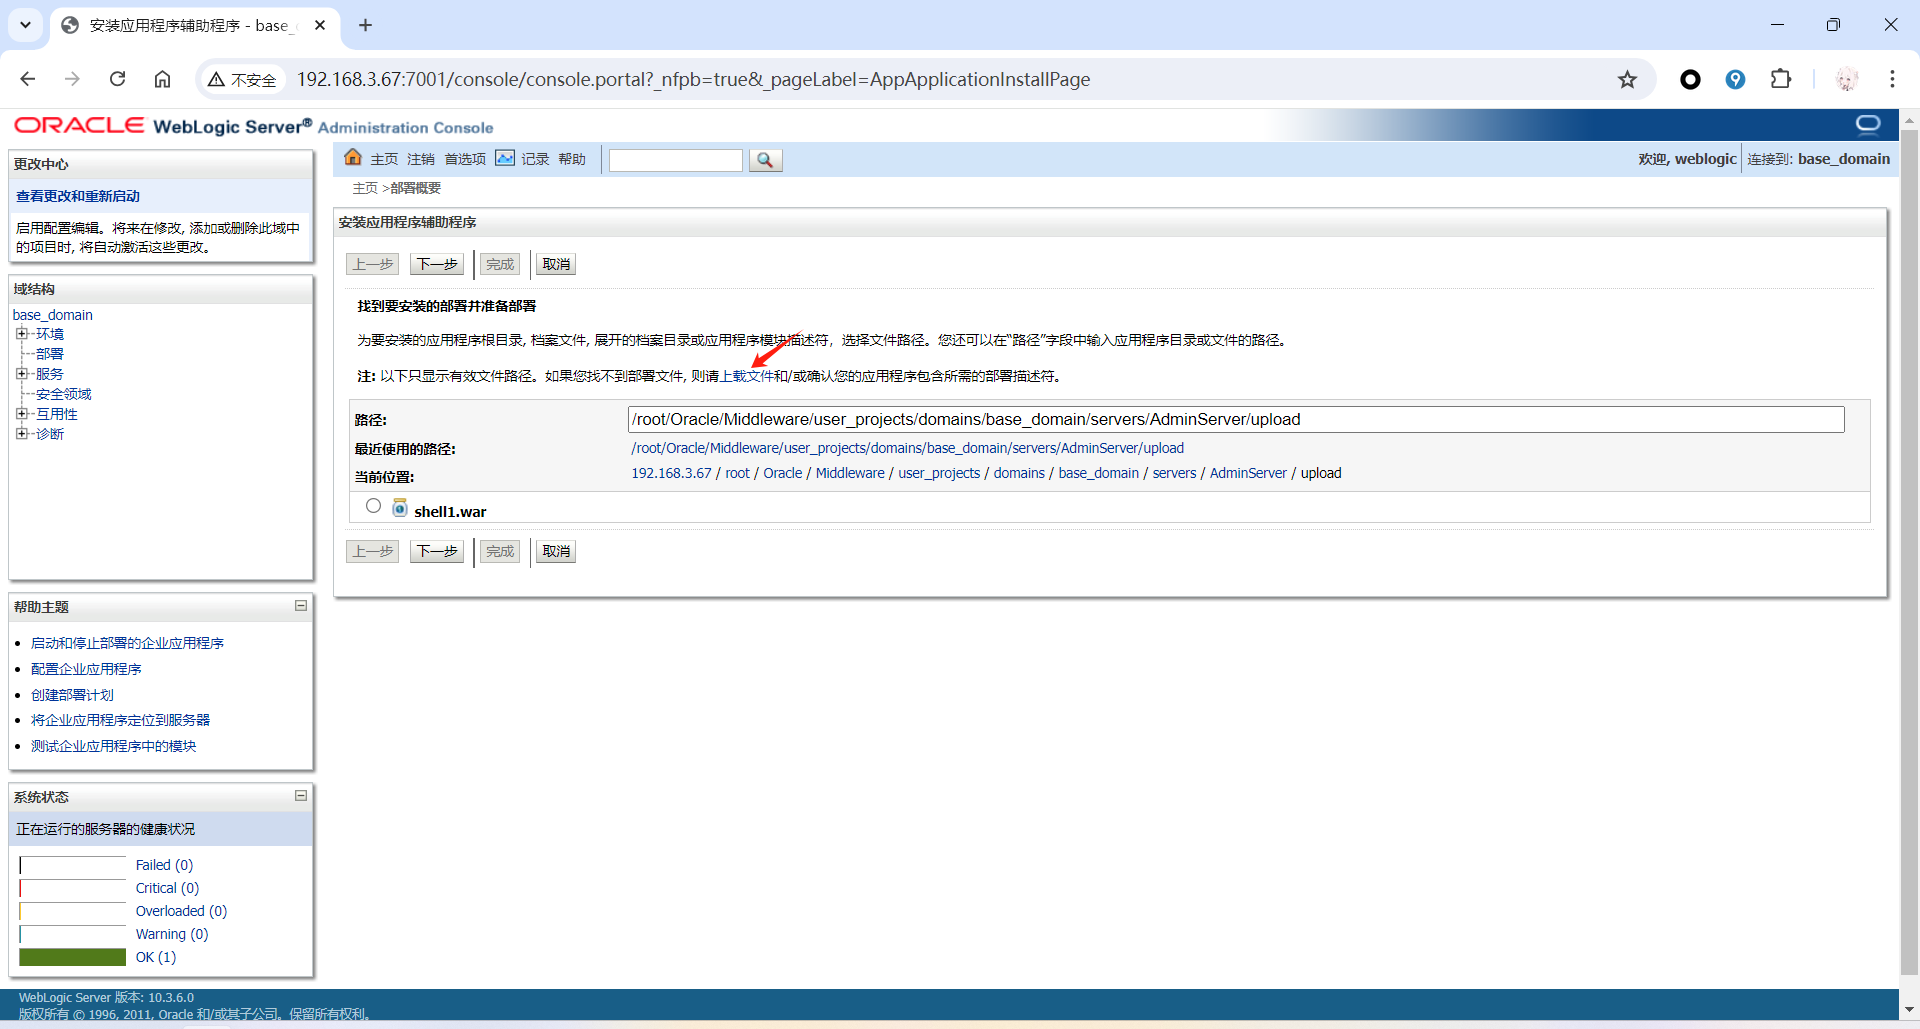 安装应用程序辅助程序 - base_
不安全
192.168.3.67:7001/console/console.portal?_nfpb=true&_pageLabel=AppApplicationInstallPage
ORACLE WebLogic Server® Administration Console
更改中心
查看更改和重新启动
启用配置编辑。将来在修改, 添加或删除此域中
的项目时, 将自动激活这些更改。
域结构
base_domain
环境
部署
服务
安全领域
互用性
诊断
帮助主题
启动和停止部署的企业应用程序
配置企业应用程序
创建部署计划
将企业应用程序定位到服务器
测试企业应用程序中的模块
系统状态
正在运行的服务器的健康状况
Failed (0)
Critical (0)
Overloaded (0)
Warning (0)
OK (1)
主页 注销 首选项 记录 帮助
欢迎, weblogic 连接到: base_domain
主页 >部署概要
安装应用程序辅助程序
上一步 下一步 完成 取消
找到要安装的部署并准备部署
为要安装的应用程序根目录, 档案文件, 展开的档案目录或应用程序模块描述符，选择文件路径。您还可以在“路径”字段中输入应用程序目录或文件的路径。
注: 以下只显示有效文件路径。如果您找不到部署文件, 则请上载文件和/或确认您的应用程序包含所需的部署描述符。
路径: /root/Oracle/Middleware/user_projects/domains/base_domain/servers/AdminServer/upload
最近使用的路径: /root/Oracle/Middleware/user_projects/domains/base_domain/servers/AdminServer/upload
当前位置: 192.168.3.67 / root / Oracle / Middleware / user_projects / domains / base_domain / servers / AdminServer / upload
shell1.war
上一步 下一步 完成 取消
WebLogic Server 版本: 10.3.6.0
版权所有 © 1996, 2011, Oracle 和/或其子公司。保留所有权利。